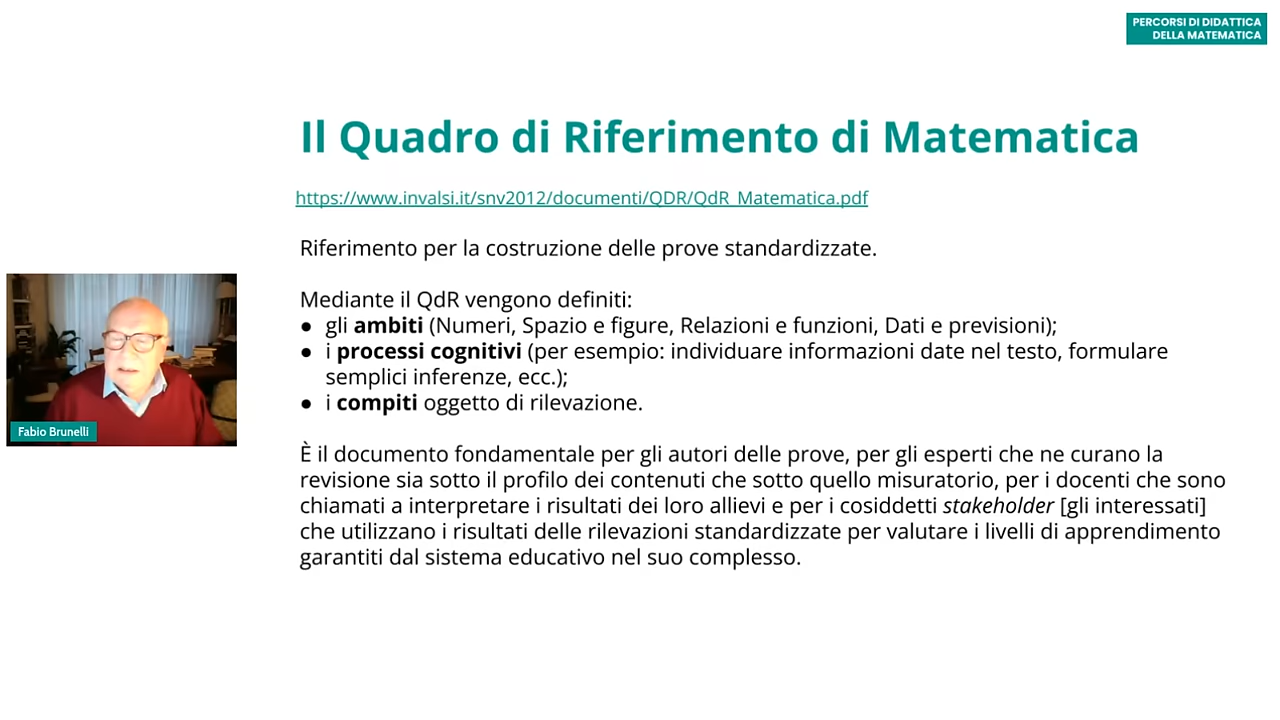 PERCORSI DI DIDATTICA
DELLA MATEMATICA
Il Quadro di Riferimento di Matematica
https://www.invalsi.it/snv2012/documenti/QDR/QdR_Matematica.pdf
Riferimento per la costruzione delle prove standardizzate.
Mediante il QdR vengono definiti:
● gli ambiti (Numeri, Spazio e figure, Relazioni e funzioni, Dati e previsioni);
● i processi cognitivi (per esempio: individuare informazioni date nel testo, formulare
semplici inferenze, ecc.);
● i compiti oggetto di rilevazione.
È il documento fondamentale per gli autori delle prove, per gli esperti che ne curano la
revisione sia sotto il profilo dei contenuti che sotto quello misuratorio, per i docenti che sono
chiamati a interpretare i risultati dei loro allievi e per i cosiddetti stakeholder [gli interessati]
che utilizzano i risultati delle rilevazioni standardizzate per valutare i livelli di apprendimento
garantiti dal sistema educativo nel suo complesso.
Fabio Brunelli